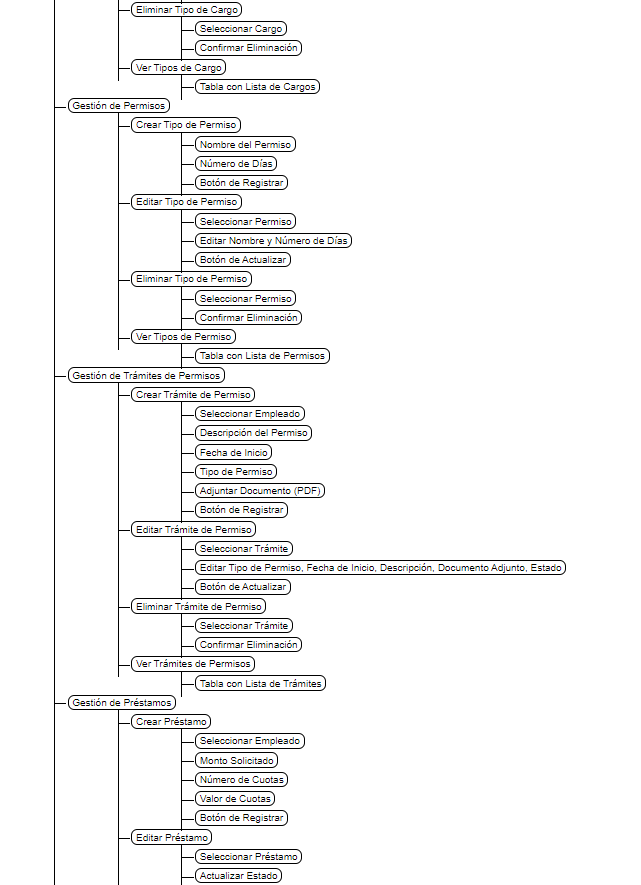 Eliminar Tipo de Cargo
Seleccionar Cargo
Confirmar Eliminación
Ver Tipos de Cargo
Tabla con Lista de Cargos
Gestión de Permisos
Crear Tipo de Permiso
Nombre del Permiso
Número de Días
Botón de Registrar
Editar Tipo de Permiso
Seleccionar Permiso
Editar Nombre y Número de Días
Botón de Actualizar
Eliminar Tipo de Permiso
Seleccionar Permiso
Confirmar Eliminación
Ver Tipos de Permiso
Tabla con Lista de Permisos
Gestión de Trámites de Permisos
Crear Trámite de Permiso
Seleccionar Empleado
Descripción del Permiso
Fecha de Inicio
Tipo de Permiso
Adjuntar Documento (PDF)
Botón de Registrar
Editar Trámite de Permiso
Seleccionar Trámite
Editar Tipo de Permiso, Fecha de Inicio, Descripción, Documento Adjunto, Estado
Botón de Actualizar
Eliminar Trámite de Permiso
Seleccionar Trámite
Confirmar Eliminación
Ver Trámites de Permisos
Tabla con Lista de Trámites
Gestión de Préstamos
Crear Préstamo
Seleccionar Empleado
Monto Solicitado
Número de Cuotas
Valor de Cuotas
Botón de Registrar
Editar Préstamo
Seleccionar Préstamo
Actualizar Estado